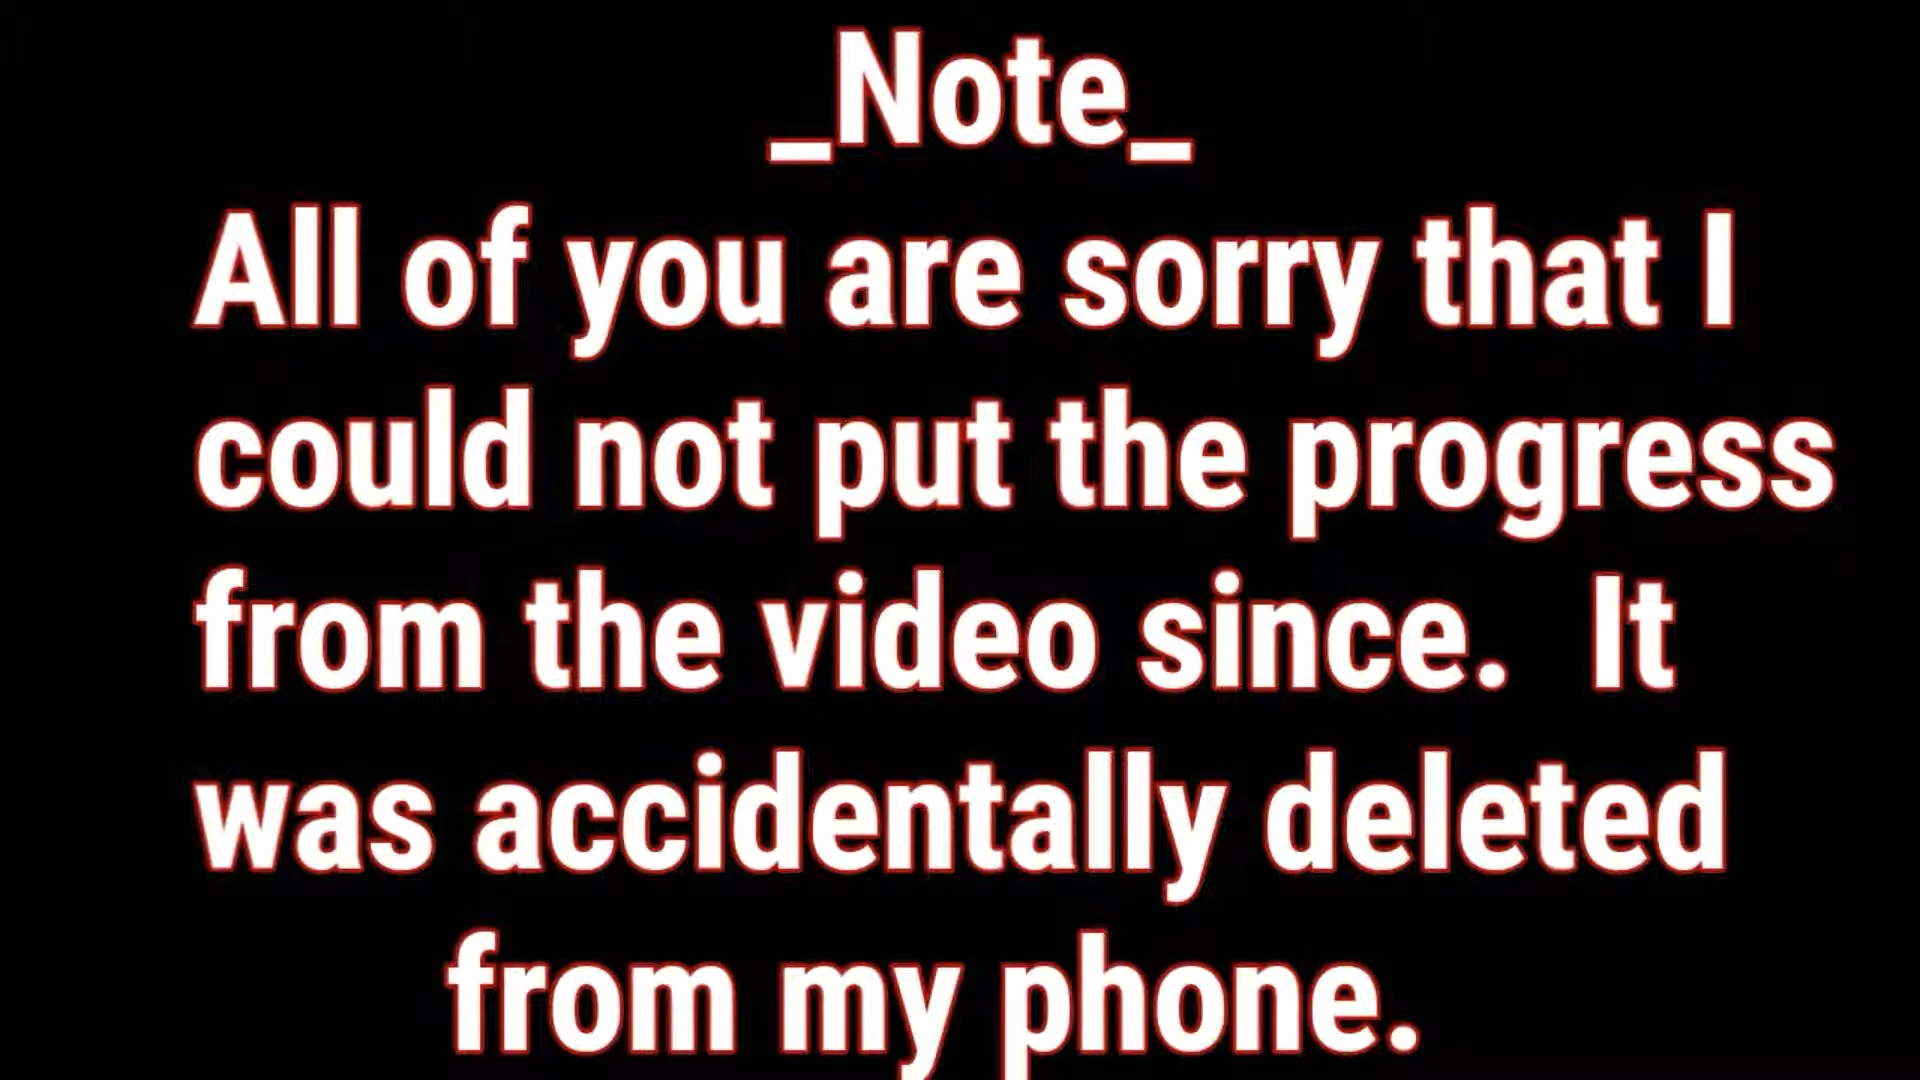 _Note_
All of you are sorry that I
could not put the progress
from the video since.  It
was accidentally deleted
from my phone.